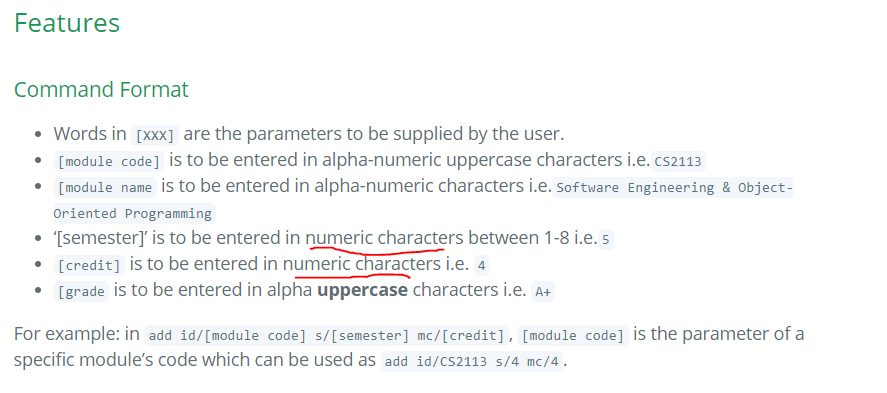 Features
Command Format
Words in [XXX] are the parameters to be supplied by the user.
[module code] is to be entered in alpha-numeric uppercase characters i.e. CS2113
[module name is to be entered in alpha-numeric characters i.e. Software Engineering & Object-
Oriented Programming
‘[semester]’ is to be entered in numeric characters between 1-8 i.e. 5
[credit] is to be entered in numeric characters i.e. 4
[grade is to be entered in alpha uppercase characters i.e. A+
For example: in add id/[module code] s/[semester] mc/[credit] , [module code] is the parameter of a
specific module’s code which can be used as add id/CS2113 s/4 mc/4 .